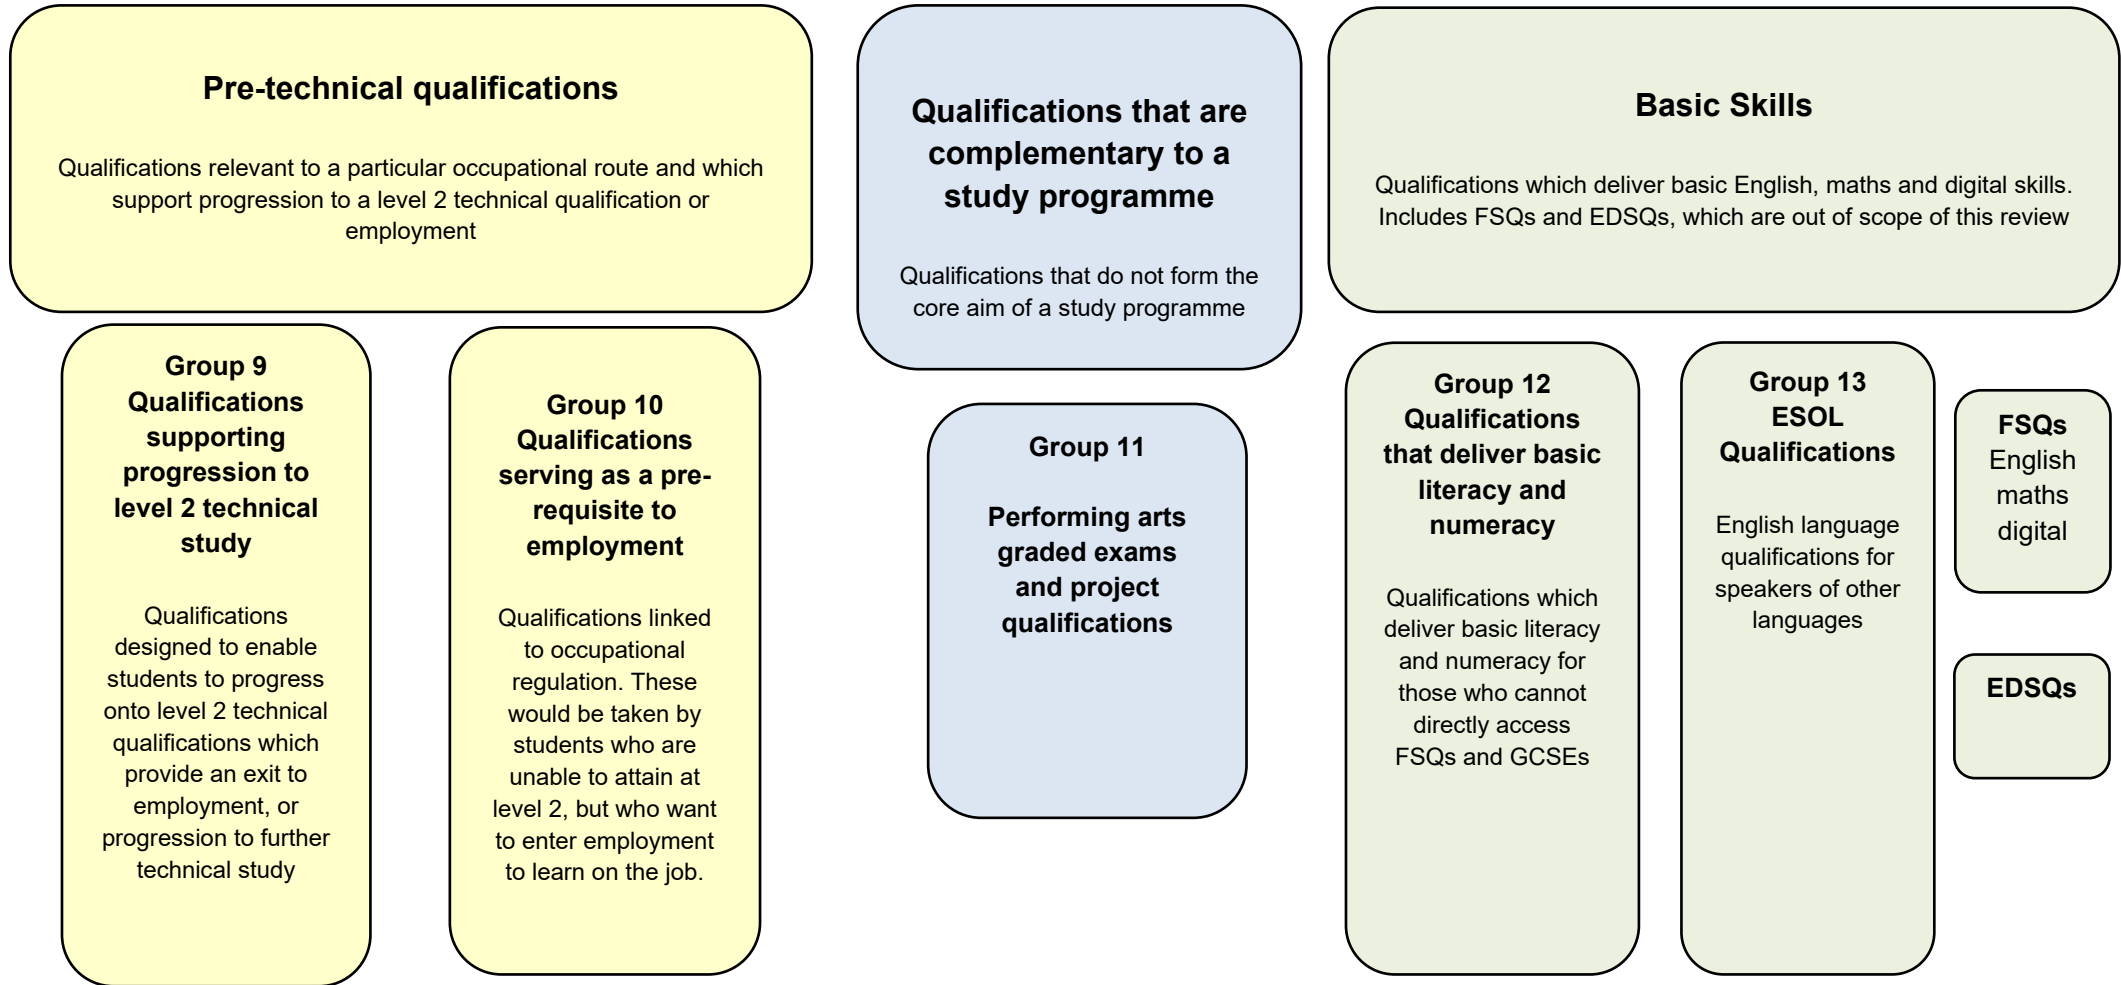 Pre-technical qualifications
Qualifications relevant to a particular occupational route and which
support progression to a level 2 technical qualification or
employment
Qualifications that are
complementary to a
study programme
Qualifications that do not form the
core aim of a study programme
Basic Skills
Qualifications which deliver basic English, maths and digital skills.
Includes FSQs and EDSQs, which are out of scope of this review
Group 9
Qualifications
supporting
progression to
level 2 technical
study
Qualifications
designed to enable
students to progress
onto level 2 technical
qualifications which
provide an exit to
employment, or
progression to further
technical study
Group 10
Qualifications
serving as a pre-
requisite to
employment
Qualifications linked
to occupational
regulation. These
would be taken by
students who are
unable to attain at
level 2, but who want
to enter employment
to learn on the job.
Group 11
Performing arts
graded exams
and project
qualifications
Group 12
Qualifications
that deliver basic
literacy and
numeracy
Qualifications which
deliver basic literacy
and numeracy for
those who cannot
directly access
FSQs and GCSEs
Group 13
ESOL
Qualifications
English language
qualifications for
speakers of other
languages
FSQs
English
maths
digital
EDSQs